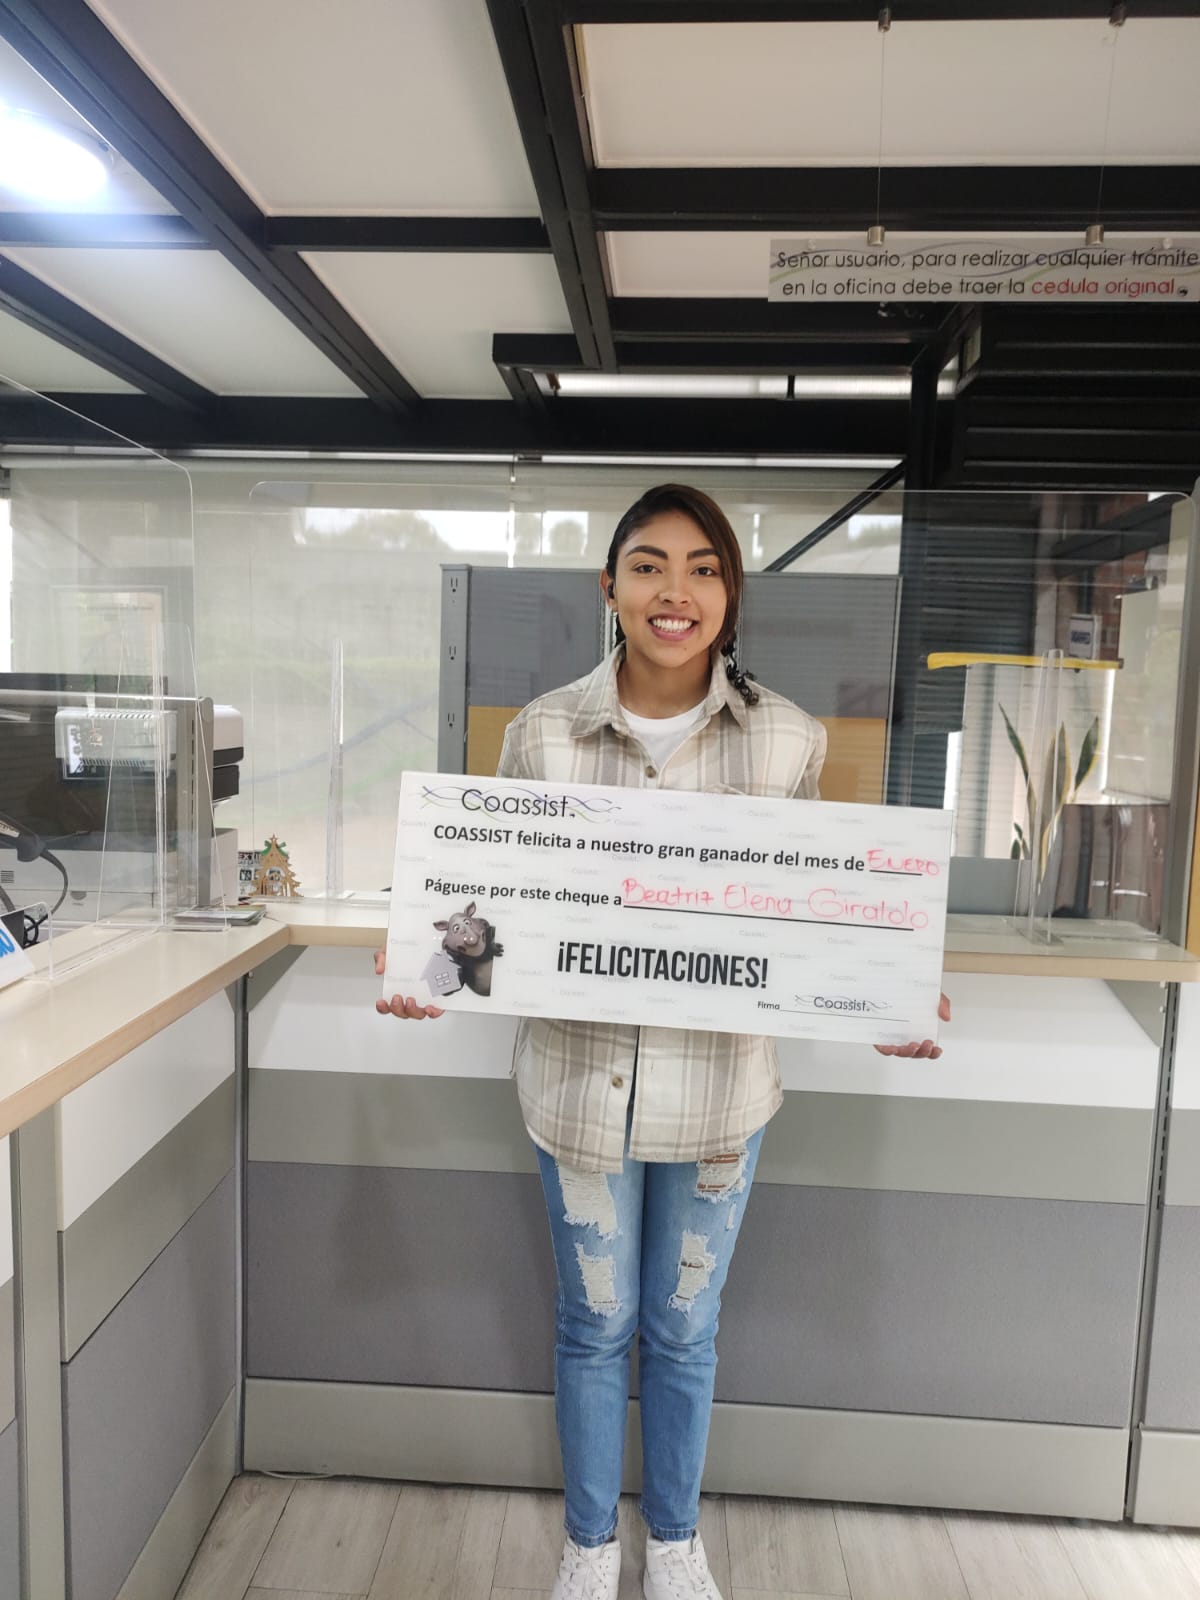 Señor usuario, para realizar cualquier trámite
en la oficina debe traer la cedula original
Coassist
COASSIST felicita a nuestro gran ganador del mes de ENERO
Páguese por este cheque a Beatriz Elena Giraldo
¡FELICITACIONES!
Firma Coassist